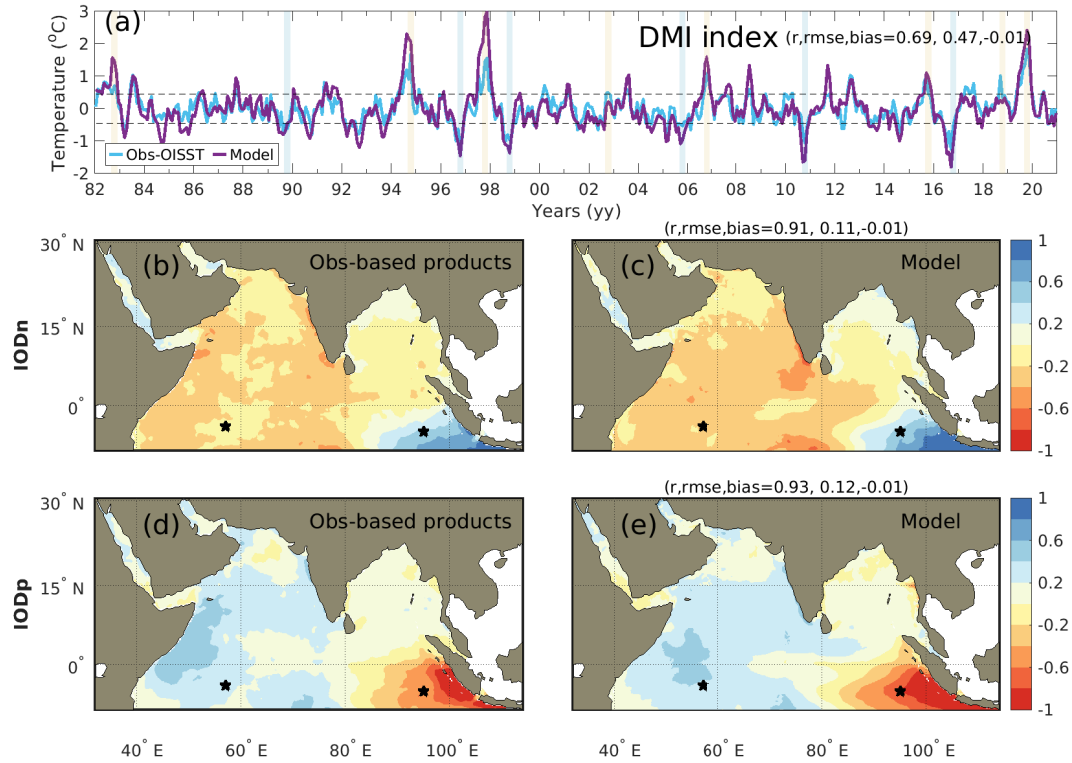 (a)
DMI index (r,rmse,bias=0.69, 0.47,-0.01)
Temperature (°C)
3
2
1
0
-1
-2
Obs-OISST Model
82 84 86 88 90 92 94 96 98 00 02 04 06 08 10 12 14 16 18 20
Years (yy)
(r,rmse,bias=0.91, 0.11,-0.01)
IODn
30° N
15° N
0°
(b) Obs-based products
(c) Model
1
0.6
0.2
-0.2
-0.6
-1
(r,rmse,bias=0.93, 0.12,-0.01)
IODp
30° N
15° N
0°
(d) Obs-based products
(e) Model
1
0.6
0.2
-0.2
-0.6
-1
40° E 60° E 80° E 100° E 40° E 60° E 80° E 100° E